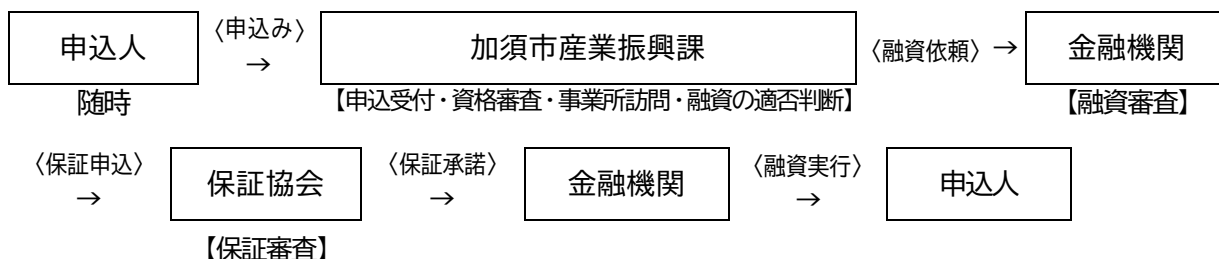 申込人 〈申込み〉 → 加須市産業振興課 〈融資依頼〉→ 金融機関
随時 【申込受付・資格審査・事業所訪問・融資の適否判断】 【融資審査】
〈保証申込〉 → 保証協会 〈保証承諾〉 → 金融機関 〈融資実行〉 → 申込人
【保証審査】